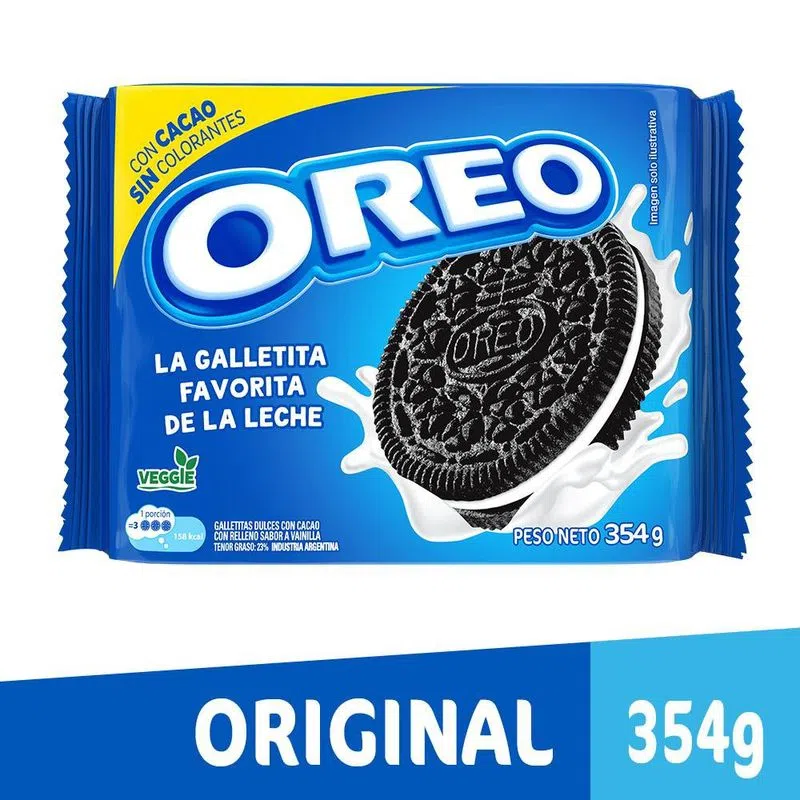 CON CACAO
SIN COLORANTES
OREO
Imagen solo ilustrativa
OREO
LA GALLETITA
FAVORITA
DE LA LECHE
VEGGIE
1 porción
=3
158 kcal
GALLETITAS DULCES CON CACAO
CON RELLENO SABOR A VAINILLA
TENOR GRASO: 23% INDUSTRIA ARGENTINA
PESO NETO 354 g
ORIGINAL
354g